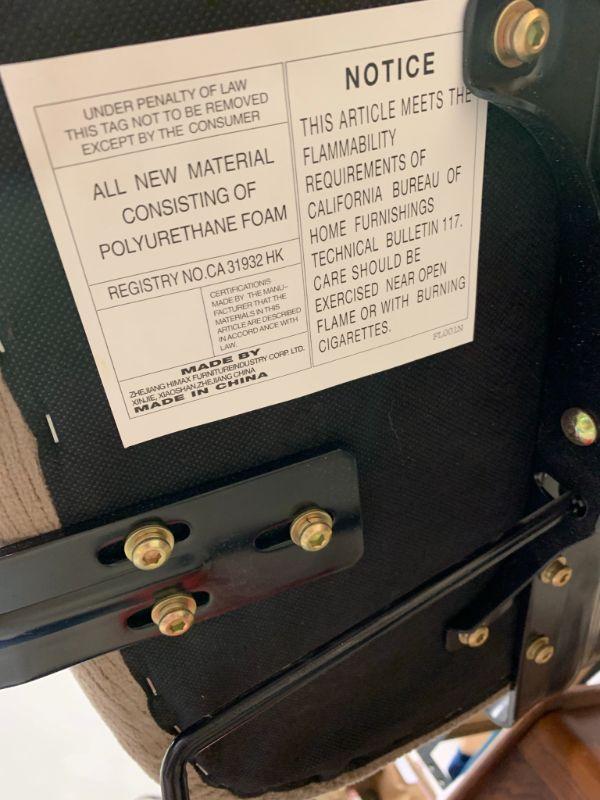 UNDER PENALTY OF LAW
THIS TAG NOT TO BE REMOVED
EXCEPT BY THE CONSUMER
ALL NEW MATERIAL
CONSISTING OF
POLYURETHANE FOAM
REGISTRY NO.CA 31932 HK
CERTIFICATIONIS
MADE BY THE MANU-
FACTURER THAT THE
MATERIALS IN THIS
ARTICLE ARE DESCRIBED
IN ACCORD ANCE WITH
LAW.
MADE BY
ZHEJIANG HIMAX FURNITUREINDUSTRY CORP. LTD.
XINJIE, XIAOSHAN,ZHEJIANG CHINA
MADE IN CHINA
NOTICE
THIS ARTICLE MEETS THE
FLAMMABILITY
REQUIREMENTS OF
CALIFORNIA BUREAU OF
HOME FURNISHINGS
TECHNICAL BULLETIN 117.
CARE SHOULD BE
EXERCISED NEAR OPEN
FLAME OR WITH BURNING
CIGARETTES.
FL001N